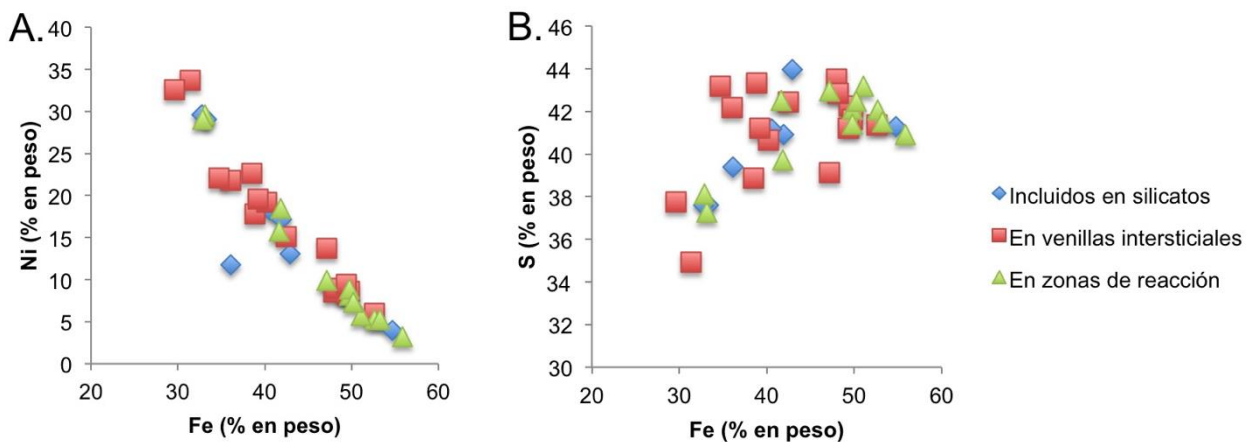 A.
Ni (% en peso)
40
35
30
25
20
15
10
5
0
20 30 40 50 60
Fe (% en peso)
B.
S (% en peso)
46
44
42
40
38
36
34
32
30
20 30 40 50 60
Fe (% en peso)
Incluidos en silicatos
En venillas intersticiales
En zonas de reacción